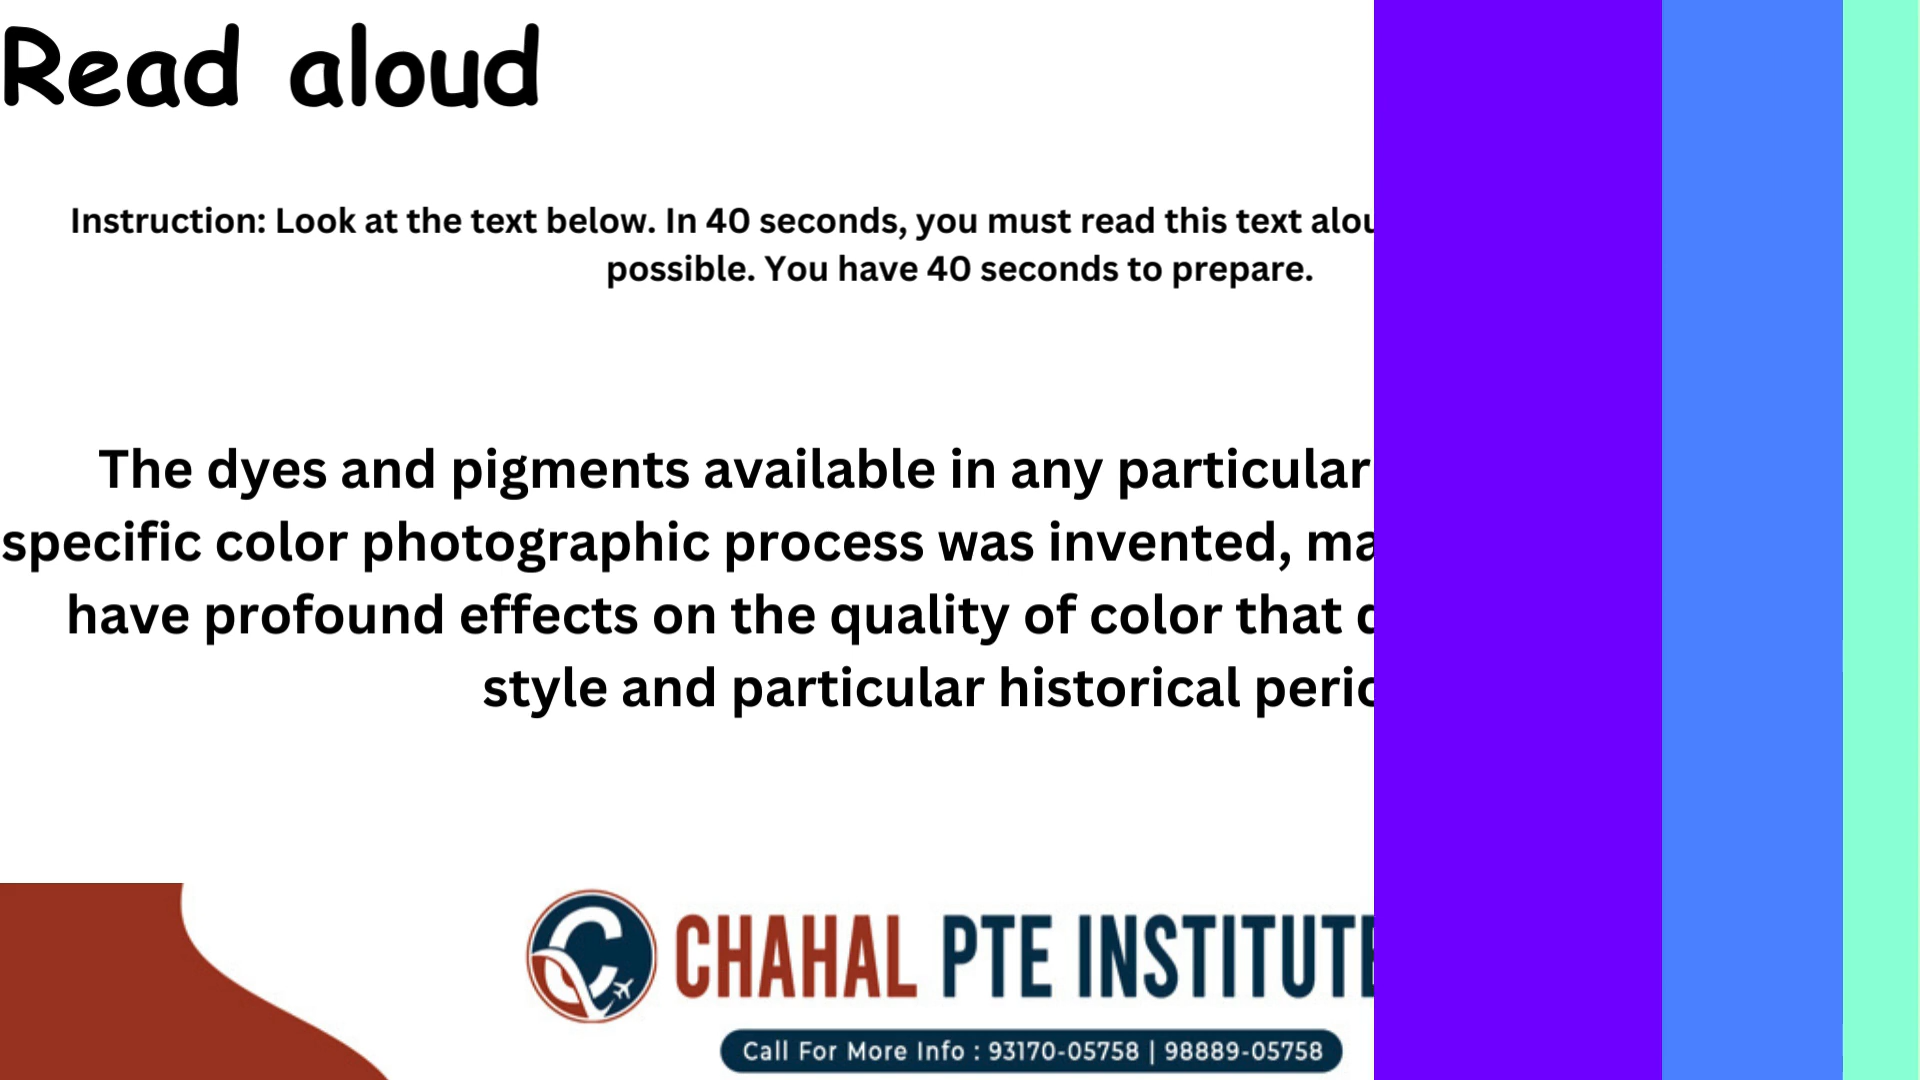 Read aloud
Instruction: Look at the text below. In 40 seconds, you must read this text
possible. You have 40 seconds to prepare.
The dyes and pigments available in any particular
specific color photographic process was invented,
have profound effects on the quality of color that
style and particular historical
CHAHAL PTE INSTITUTE
Call For More Info : 93170-05758 | 98889-05758